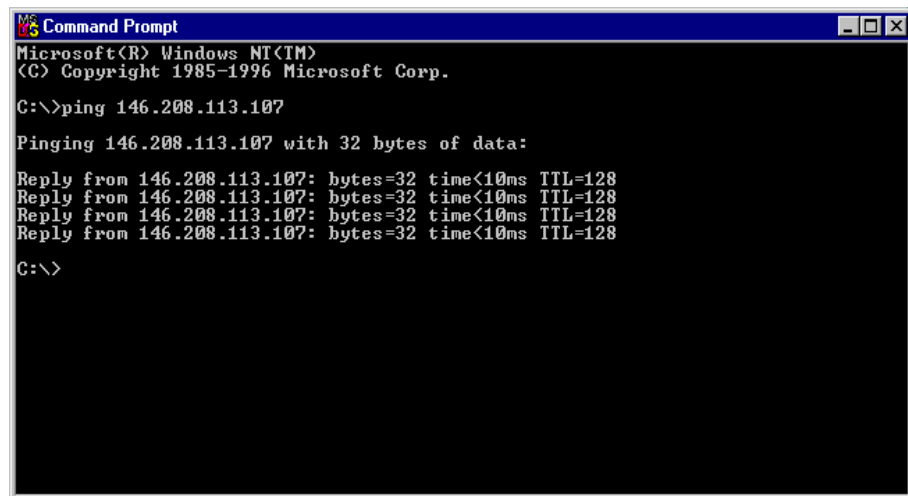 Command Prompt
Microsoft(R) Windows NT(TM)
(C) Copyright 1985-1996 Microsoft Corp.
C:\>ping 146.208.113.107
Pinging 146.208.113.107 with 32 bytes of data:
Reply from 146.208.113.107: bytes=32 time<10ms TTL=128
Reply from 146.208.113.107: bytes=32 time<10ms TTL=128
Reply from 146.208.113.107: bytes=32 time<10ms TTL=128
Reply from 146.208.113.107: bytes=32 time<10ms TTL=128
C:\>